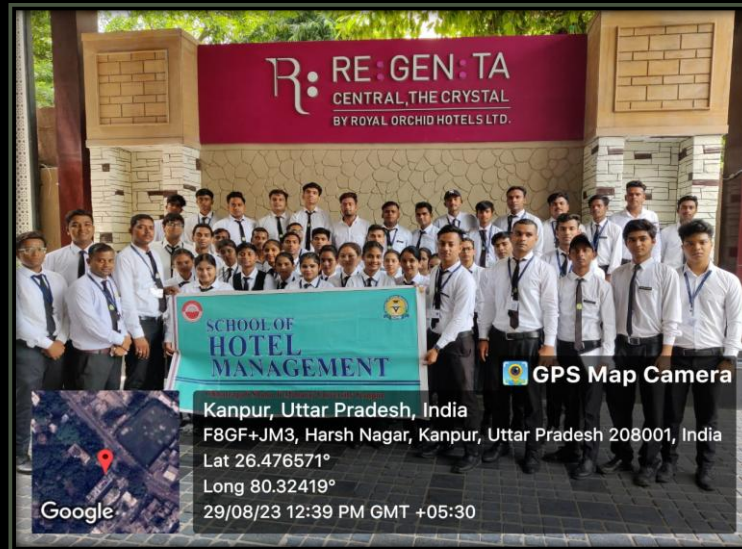 R:
RE:GEN:TA
CENTRAL,THE CRYSTAL
BY ROYAL ORCHID HOTELS LTD.
SCHOOL OF
HOTEL
MANAGEMENT
GPS Map Camera
Kanpur, Uttar Pradesh, India
F8GF+JM3, Harsh Nagar, Kanpur, Uttar Pradesh 208001, India
Lat 26.476571°
Long 80.32419°
29/08/23 12:39 PM GMT +05:30
Google